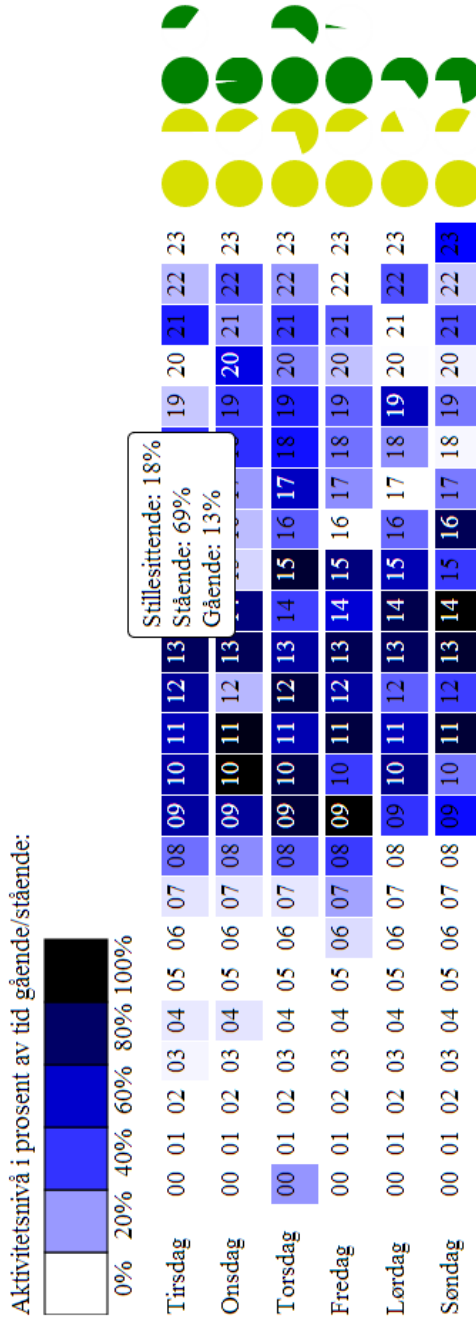 Aktivitetsnivå i prosent av tid gående/stående:
0% 20% 40% 60% 80% 100%
Tirsdag 00 01 02 03 04 05 06 07 08 09 10 11 12 13 19 20 21 22 23
Stillesittende: 18%
Stående: 69%
Gående: 13%
Onsdag 00 01 02 03 04 05 06 07 08 09 10 11 12 13 19 20 21 22 23
Torsdag 00 01 02 03 04 05 06 07 08 09 10 11 12 13 14 15 16 17 18 19 20 21 22 23
Fredag 00 01 02 03 04 05 06 07 08 09 10 11 12 13 14 15 16 17 18 19 20 21 22 23
Lørdag 00 01 02 03 04 05 06 07 08 09 10 11 12 13 14 15 16 17 18 19 20 21 22 23
Søndag 00 01 02 03 04 05 06 07 08 09 10 11 12 13 14 15 16 17 18 19 20 21 22 23